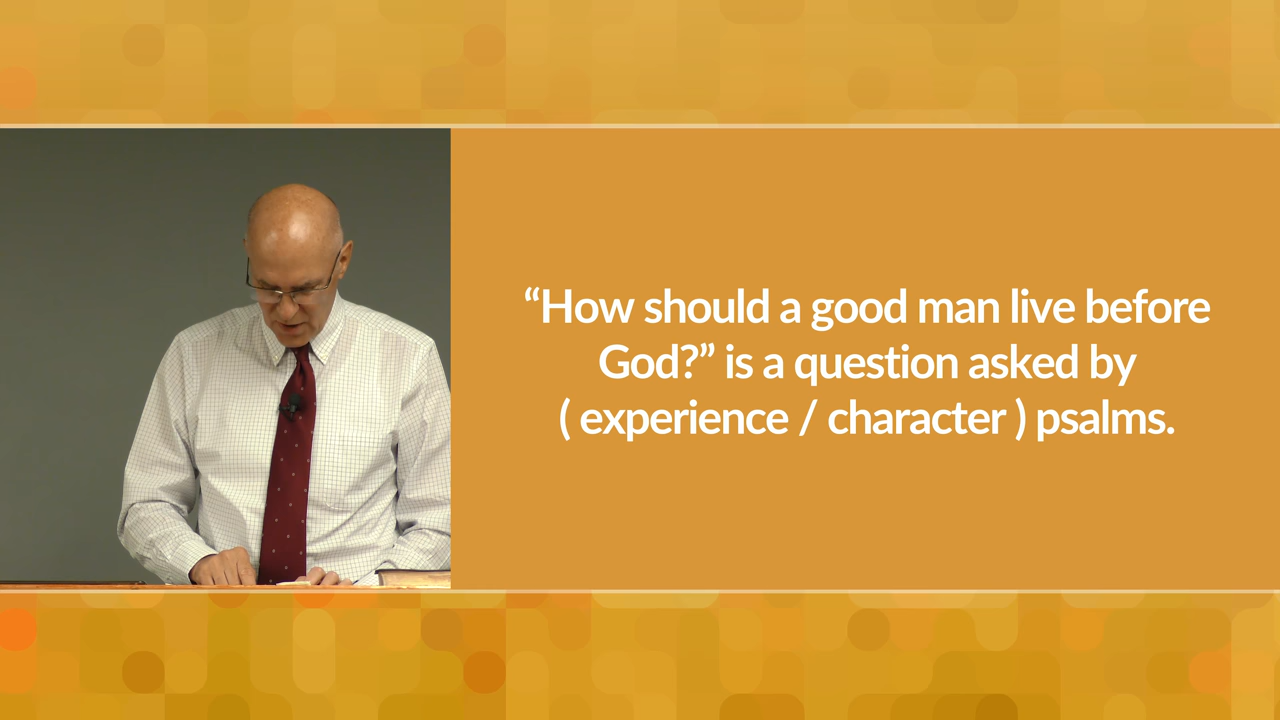 “How should a good man live before
God?” is a question asked by
( experience / character ) psalms.